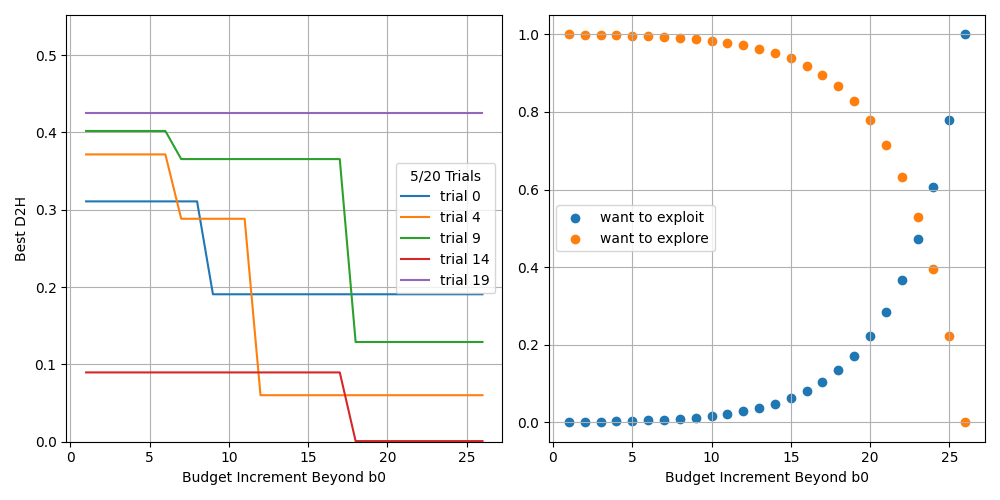 0.5
0.4
0.3
0.2
0.1
0.0
Best D2H
0 5 10 15 20 25
Budget Increment Beyond b0
5/20 Trials
trial 0
trial 4
trial 9
trial 14
trial 19
1.0
0.8
0.6
0.4
0.2
0.0
0 5 10 15 20 25
Budget Increment Beyond b0
want to exploit
want to explore